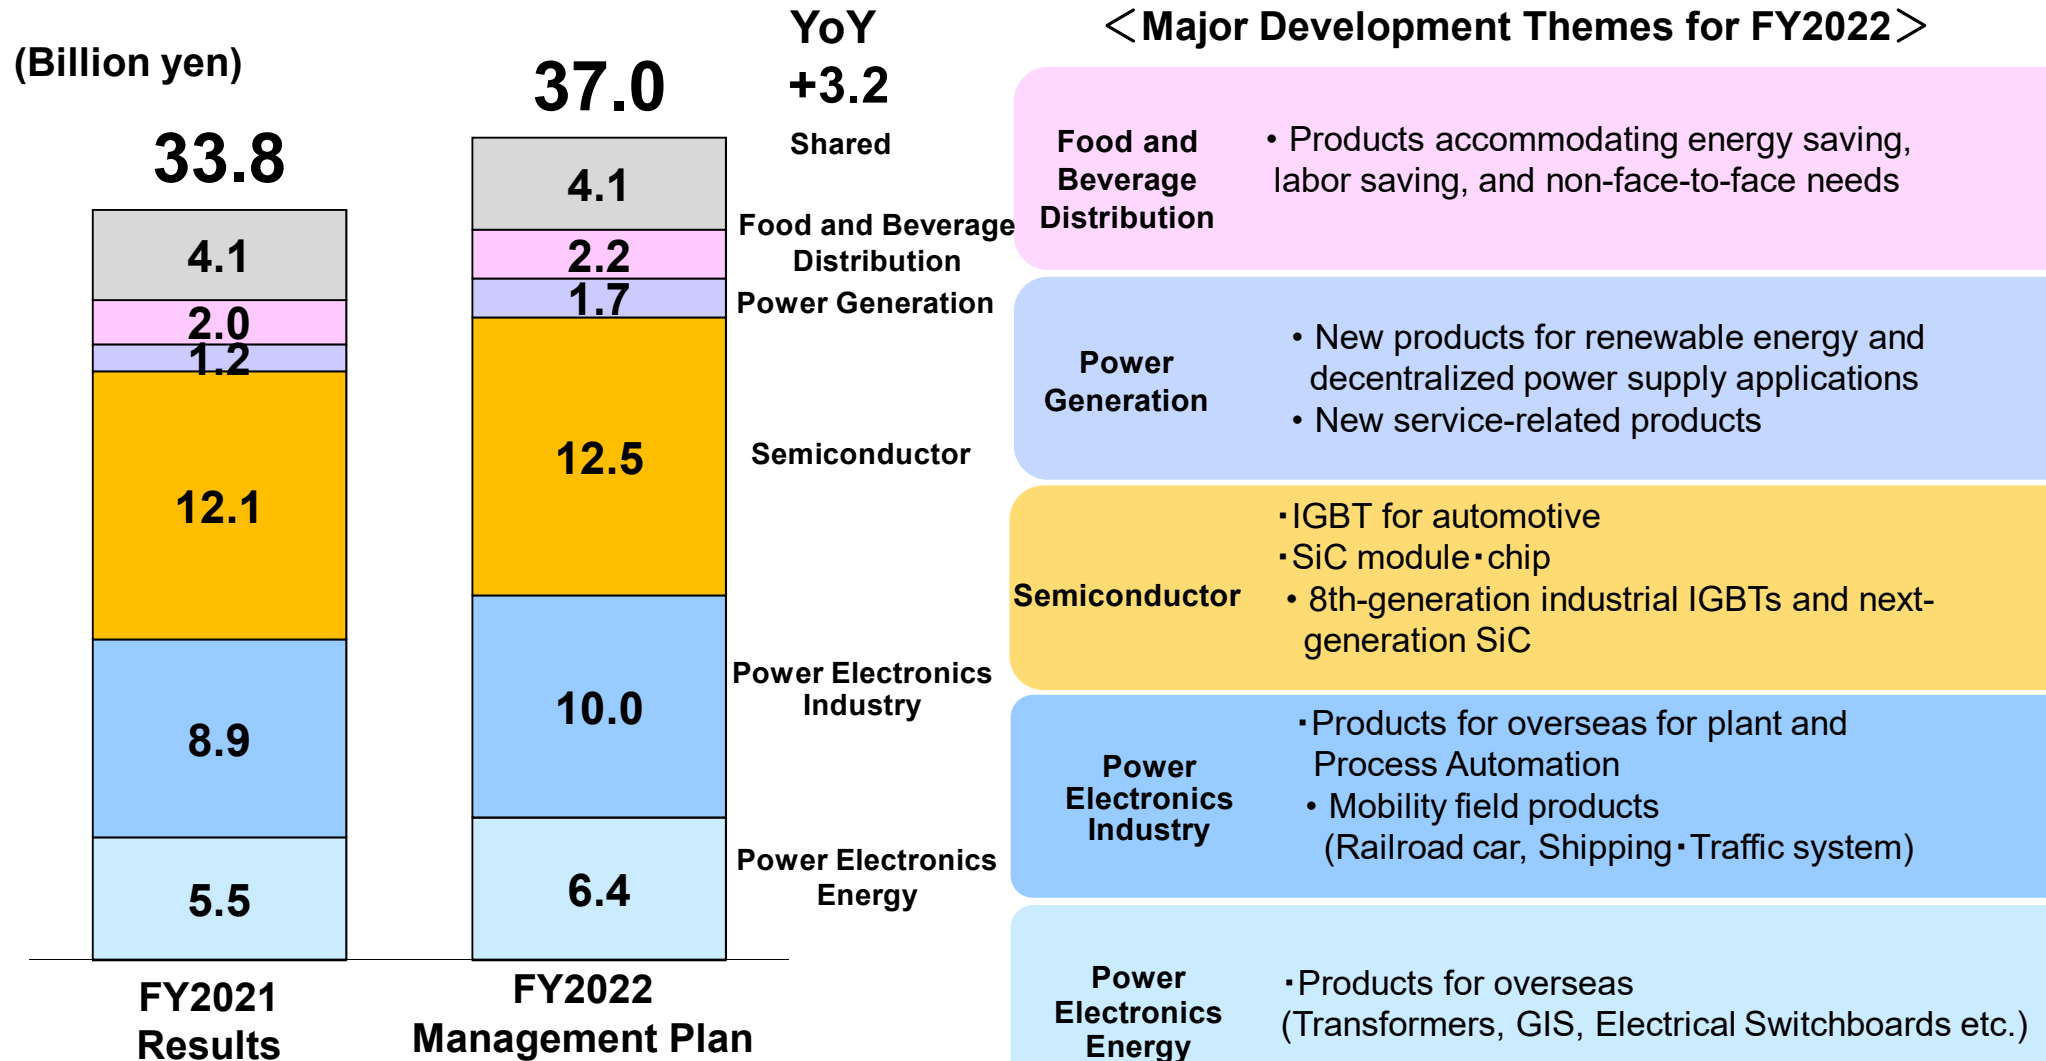 (Billion yen)
33.8
4.1
2.0
1.2
12.1
8.9
5.5
FY2021
Results
37.0
4.1
2.2
1.7
12.5
10.0
6.4
FY2022
Management Plan
YoY
+3.2
Shared
Food and Beverage
Distribution
Power Generation
Semiconductor
Power Electronics
Industry
Power Electronics
Energy
＜Major Development Themes for FY2022＞
Food and
Beverage
Distribution
• Products accommodating energy saving,
labor saving, and non-face-to-face needs
Power
Generation
• New products for renewable energy and
decentralized power supply applications
• New service-related products
Semiconductor
･IGBT for automotive
･SiC module･chip
• 8th-generation industrial IGBTs and next-
generation SiC
Power
Electronics
Industry
･Products for overseas for plant and
Process Automation
• Mobility field products
(Railroad car, Shipping･Traffic system)
Power
Electronics
Energy
･Products for overseas
(Transformers, GIS, Electrical Switchboards etc.)